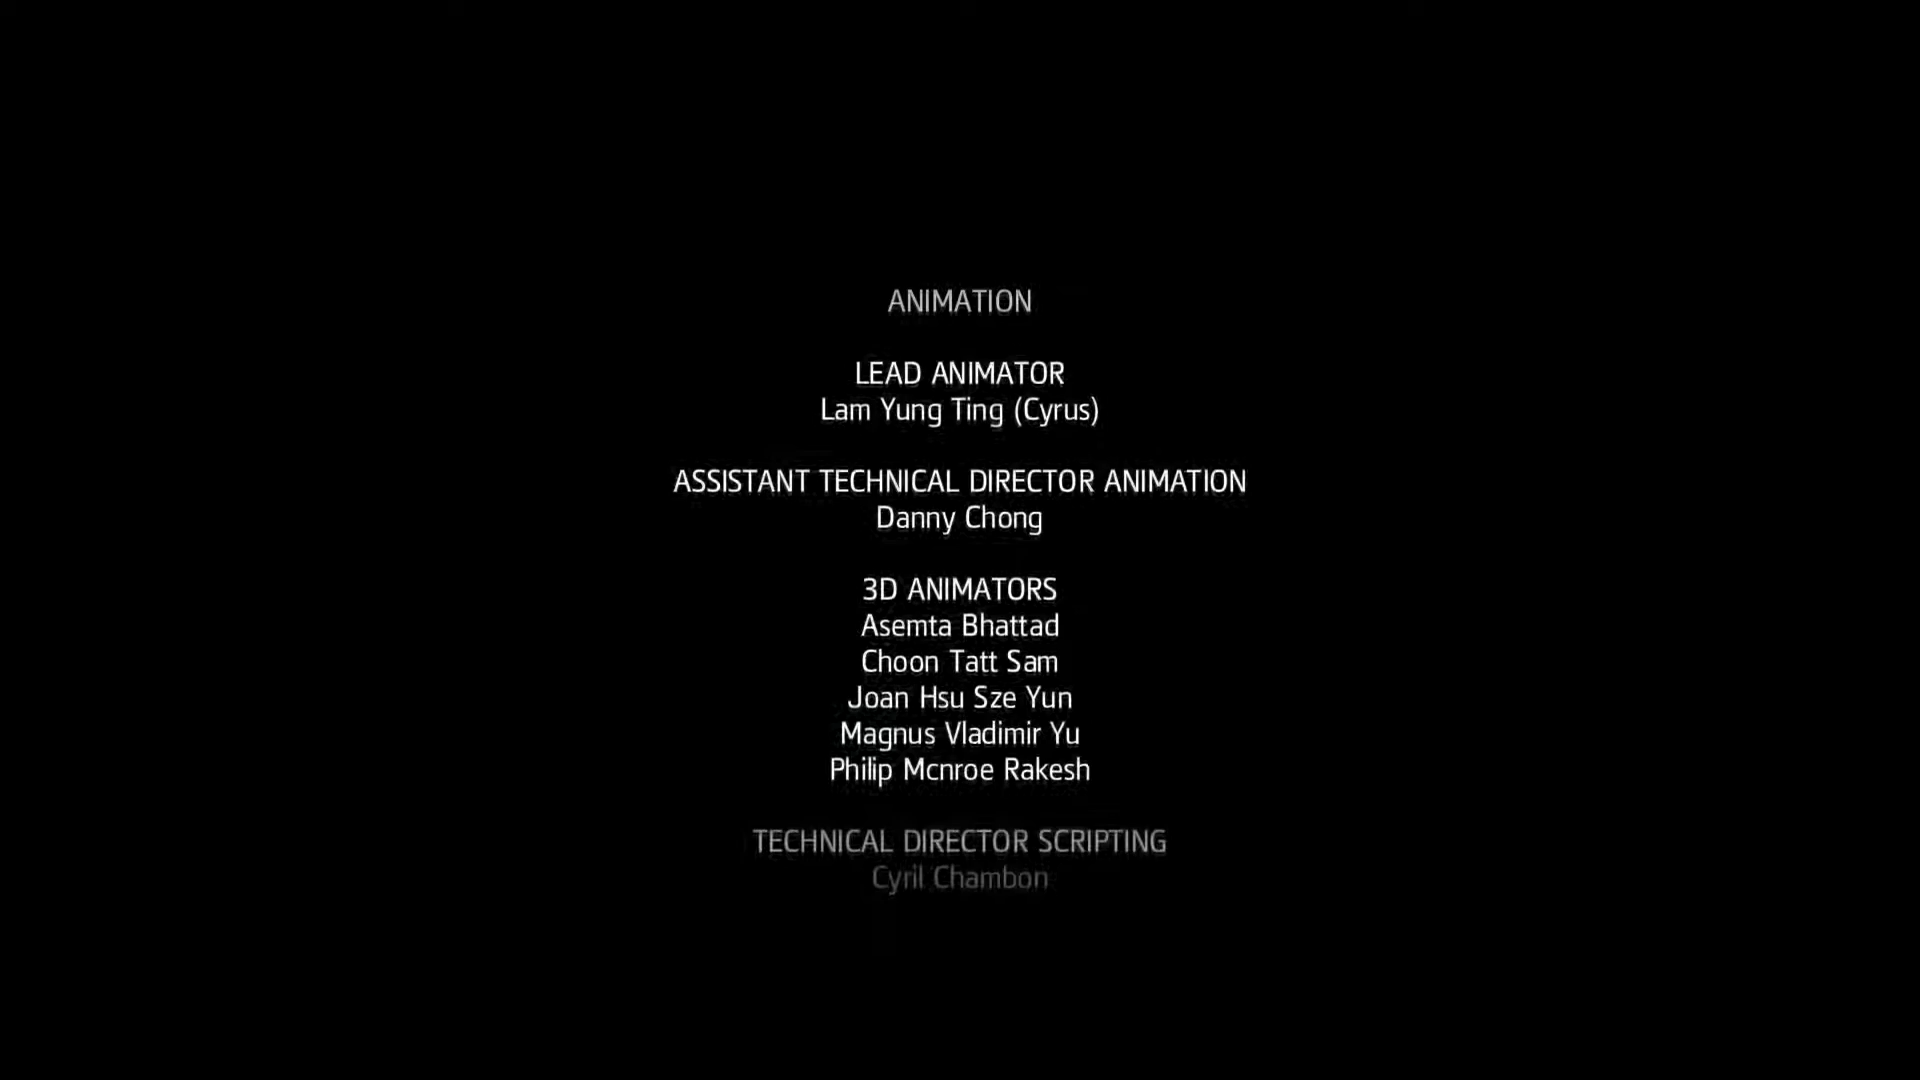 ANIMATION
LEAD ANIMATOR
Lam Yung Ting (Cyrus)
ASSISTANT TECHNICAL DIRECTOR ANIMATION
Danny Chong
3D ANIMATORS
Asemta Bhattad
Choon Tatt Sam
Joan Hsu Sze Yun
Magnus Vladimir Yu
Philip Mcnroe Rakesh
TECHNICAL DIRECTOR SCRIPTING
Cyril Chambon